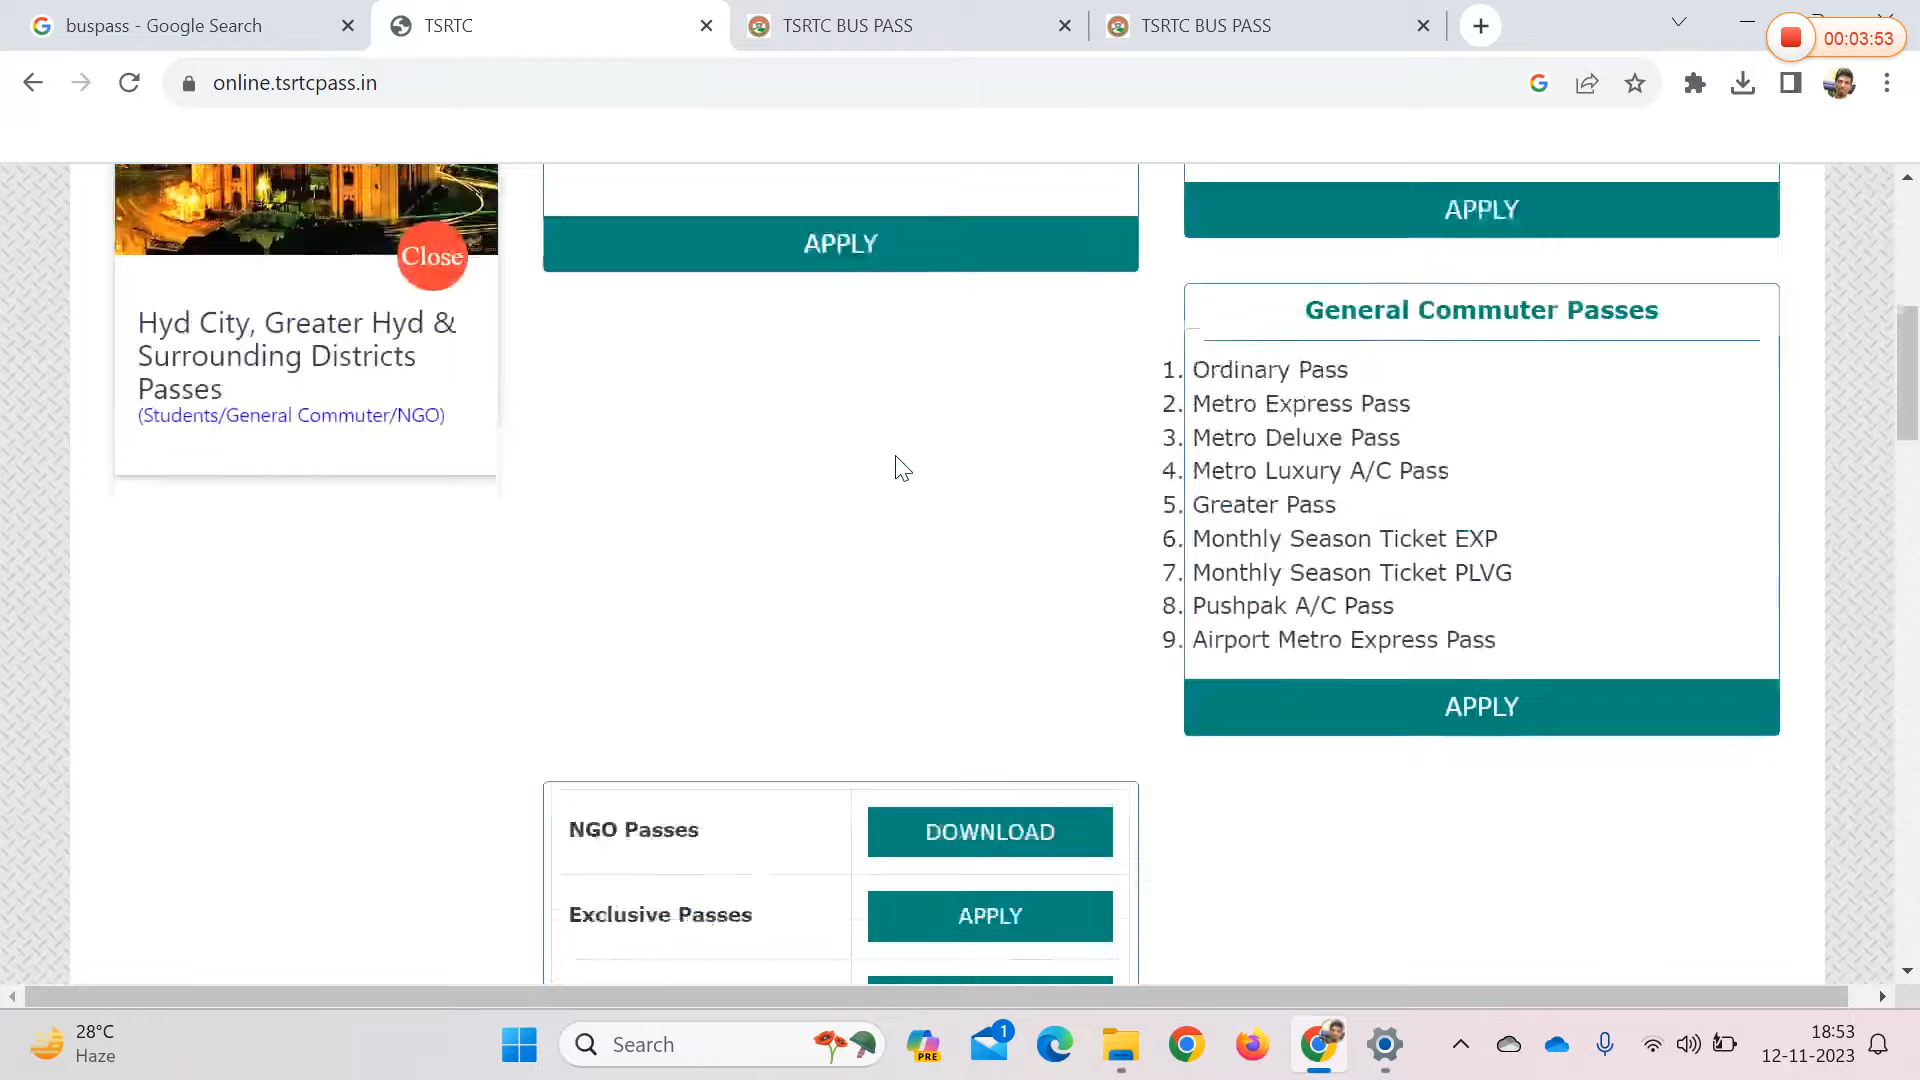 buspass - Google Search
TSRTC
TSRTC BUS PASS
TSRTC BUS PASS
00:03:53
online.tsrtcpass.in
Close
Hyd City, Greater Hyd &
Surrounding Districts
Passes
(Students/General Commuter/NGO)
APPLY
APPLY
General Commuter Passes
1. Ordinary Pass
2. Metro Express Pass
3. Metro Deluxe Pass
4. Metro Luxury A/C Pass
5. Greater Pass
6. Monthly Season Ticket EXP
7. Monthly Season Ticket PLVG
8. Pushpak A/C Pass
9. Airport Metro Express Pass
APPLY
NGO Passes
DOWNLOAD
Exclusive Passes
APPLY
28°C
Haze
Search
PRE
1
18:53
12-11-2023